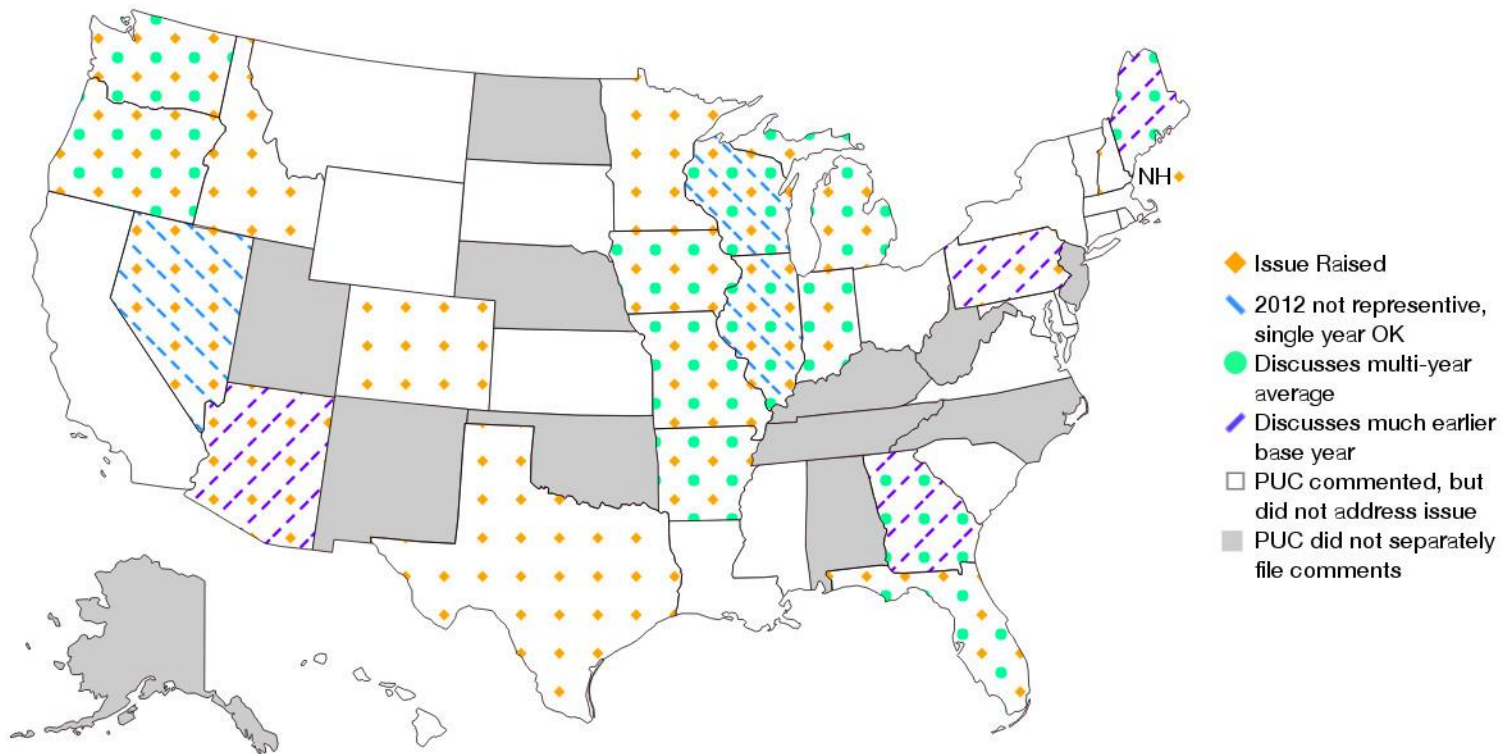 NH
Issue Raised
2012 not representive,
single year OK
Discusses multi-year
average
Discusses much earlier
base year
PUC commented, but
did not address issue
PUC did not separately
file comments